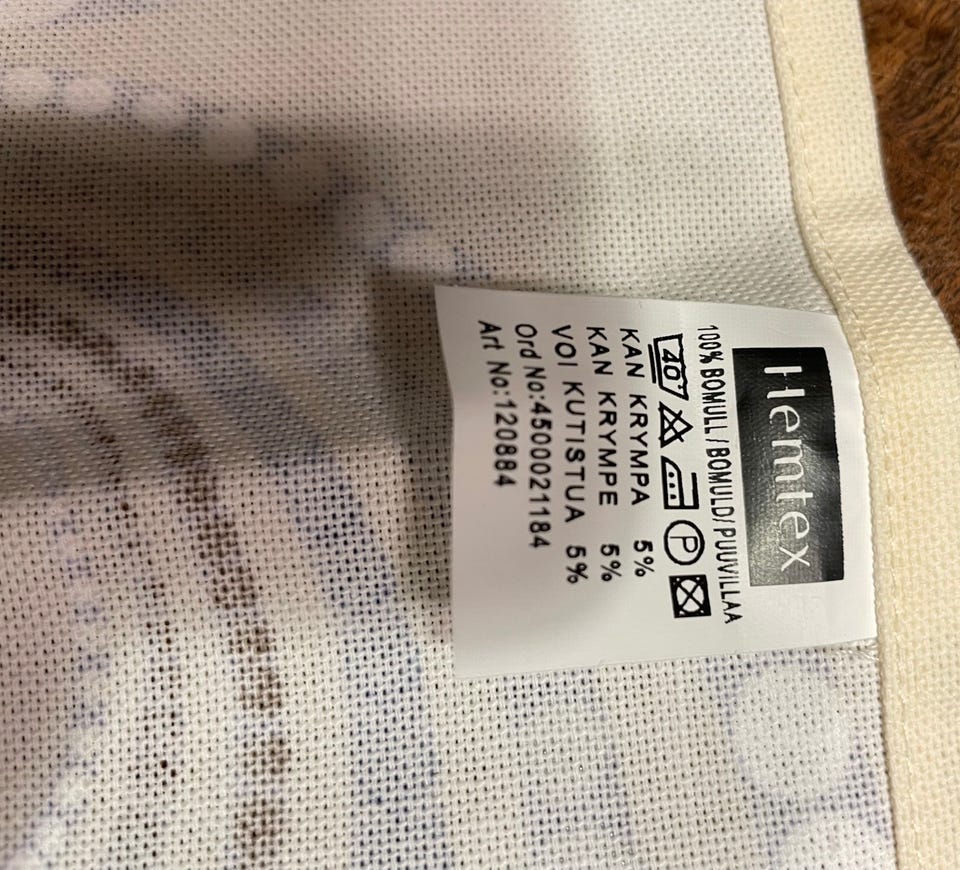 Hemtex
100% BOMULL/BOMULD/PUUVILLAA
40 P
KAN KRYMPA 5%
KAN KRYMPE 5%
VOI KUTISTUA 5%
Ord No:4500021184
Art No:120884